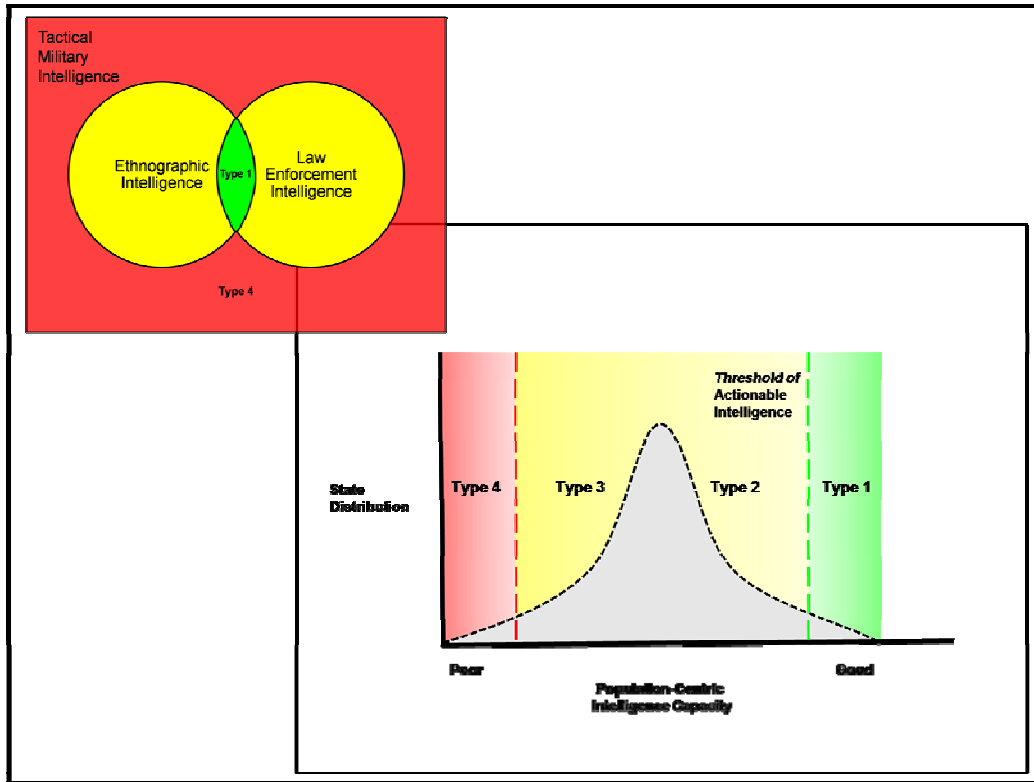 Tactical
Military
Intelligence
Ethnographic
Intelligence
Type 1
Law
Enforcement
Intelligence
Type 4
Threshold of
Actionable
Intelligence
State
Distribution
Type 4
Type 3
Type 2
Type 1
Poor
Good
Population-Centric
Intelligence Capacity